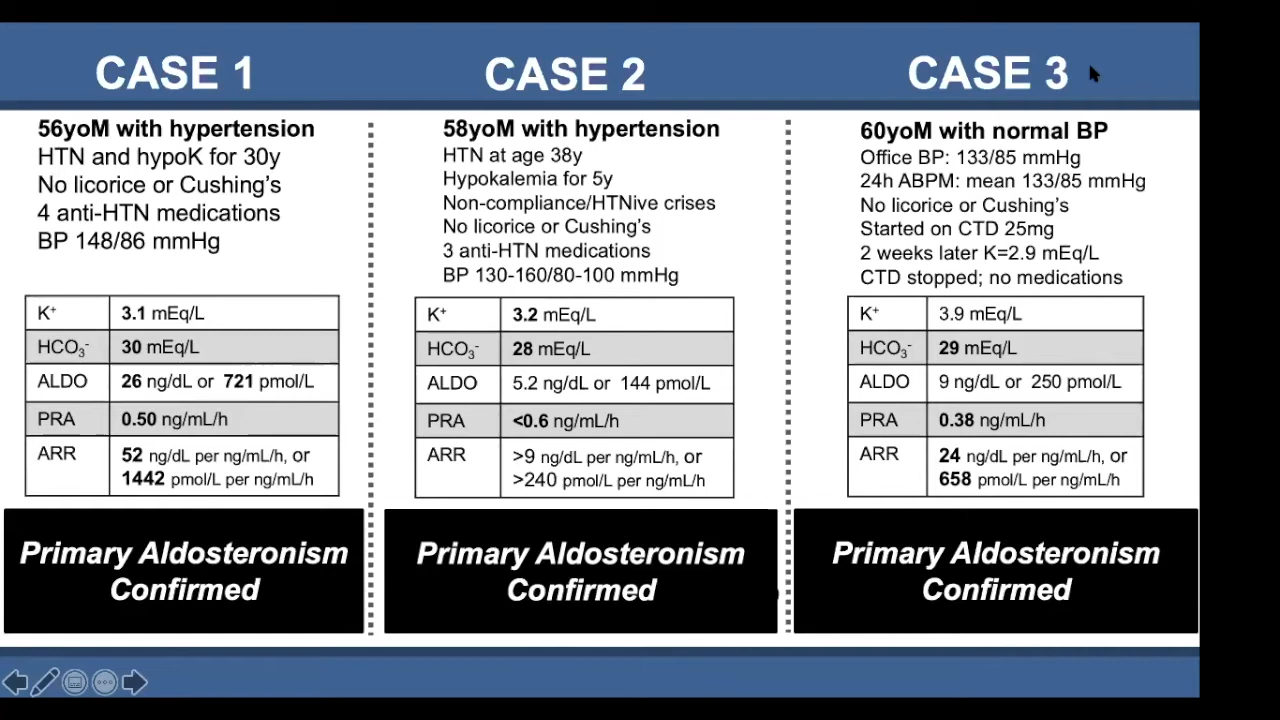 CASE 1
56yoM with hypertension
HTN and hypoK for 30y
No licorice or Cushing's
4 anti-HTN medications
BP 148/86 mmHg
K+ 3.1 mEq/L
HCO3- 30 mEq/L
ALDO 26 ng/dL or 721 pmol/L
PRA 0.50 ng/mL/h
ARR 52 ng/dL per ng/mL/h, or
1442 pmol/L per ng/mL/h
Primary Aldosteronism
Confirmed
CASE 2
58yoM with hypertension
HTN at age 38y
Hypokalemia for 5y
Non-compliance/HTNive crises
No licorice or Cushing's
3 anti-HTN medications
BP 130-160/80-100 mmHg
K+ 3.2 mEq/L
HCO3- 28 mEq/L
ALDO 5.2 ng/dL or 144 pmol/L
PRA <0.6 ng/mL/h
ARR >9 ng/dL per ng/mL/h, or
>240 pmol/L per ng/mL/h
Primary Aldosteronism
Confirmed
CASE 3
60yoM with normal BP
Office BP: 133/85 mmHg
24h ABPM: mean 133/85 mmHg
No licorice or Cushing's
Started on CTD 25mg
2 weeks later K=2.9 mEq/L
CTD stopped; no medications
K+ 3.9 mEq/L
HCO3- 29 mEq/L
ALDO 9 ng/dL or 250 pmol/L
PRA 0.38 ng/mL/h
ARR 24 ng/dL per ng/mL/h, or
658 pmol/L per ng/mL/h
Primary Aldosteronism
Confirmed